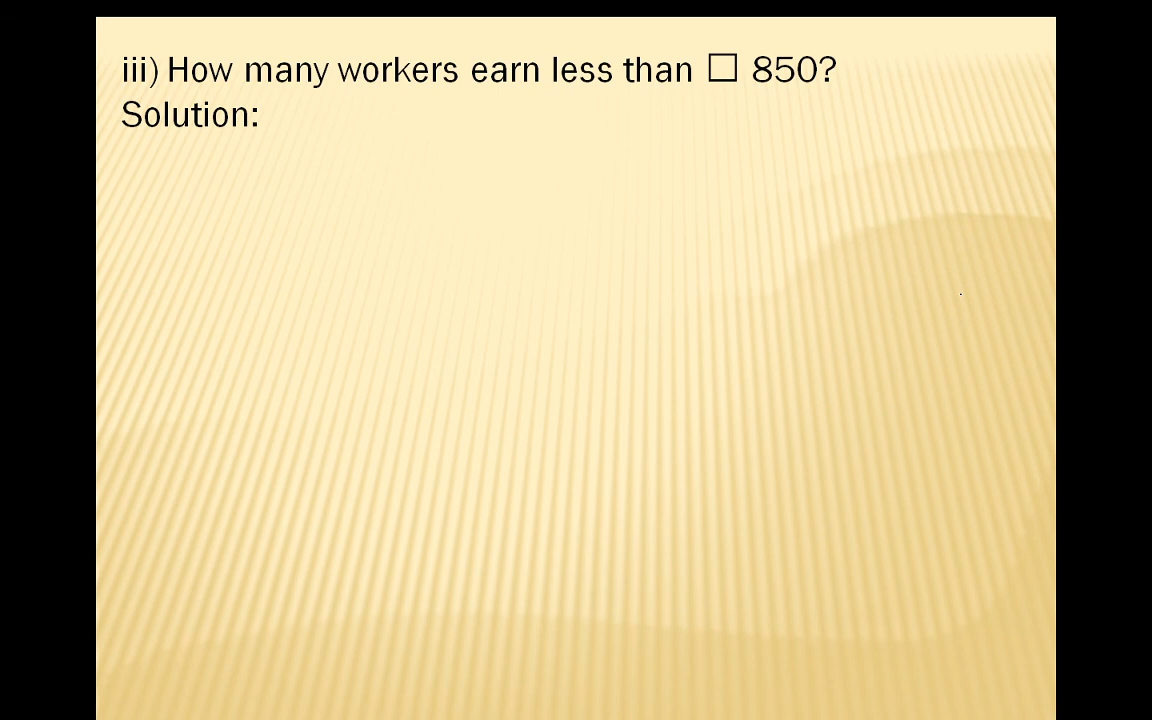 iii) How many workers earn less than □ 850?
Solution: